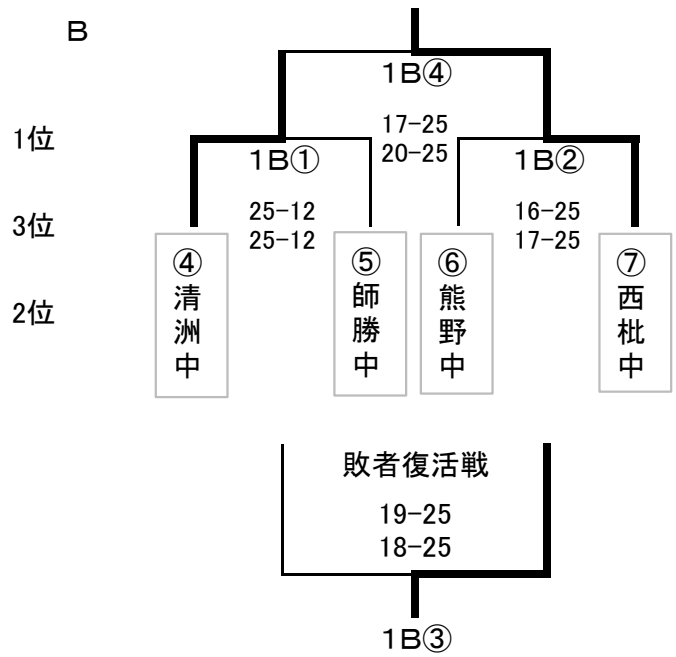 B
1B④
17-25
20-25
1位
1B①
1B②
3位
25-12
25-12
16-25
17-25
2位
④清洲中
⑤師勝中
⑥熊野中
⑦西枇中
敗者復活戦
19-25
18-25
1B③